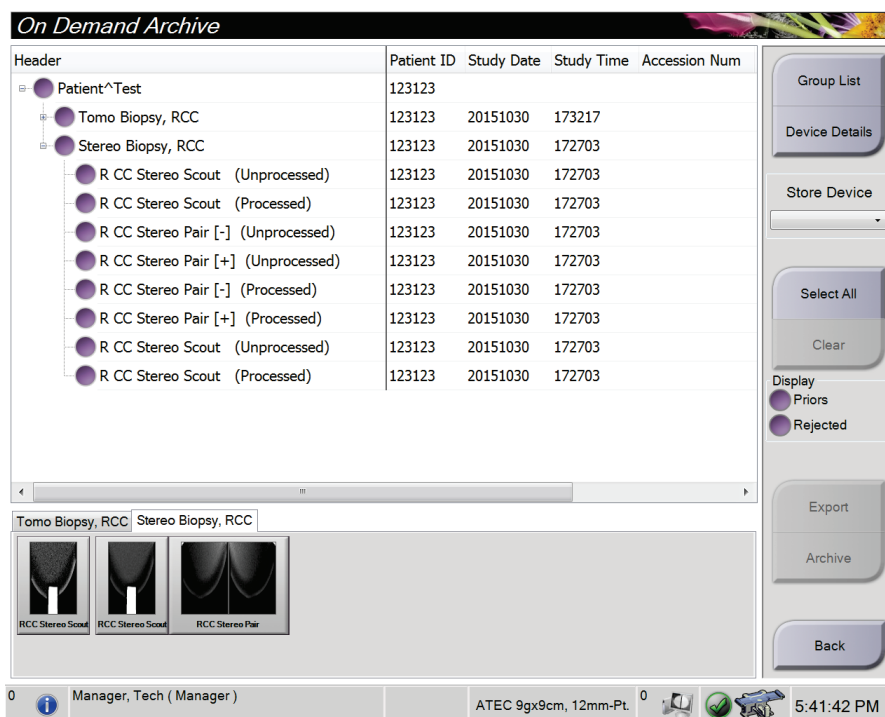 On Demand Archive
Header Patient ID Study Date Study Time Accession Num
Patient^Test 123123
Tomo Biopsy, RCC 123123 20151030 173217
Stereo Biopsy, RCC 123123 20151030 172703
R CC Stereo Scout (Unprocessed) 123123 20151030 172703
R CC Stereo Scout (Processed) 123123 20151030 172703
R CC Stereo Pair [-] (Unprocessed) 123123 20151030 172703
R CC Stereo Pair [+] (Unprocessed) 123123 20151030 172703
R CC Stereo Pair [-] (Processed) 123123 20151030 172703
R CC Stereo Pair [+] (Processed) 123123 20151030 172703
R CC Stereo Scout (Unprocessed) 123123 20151030 172703
R CC Stereo Scout (Processed) 123123 20151030 172703
Group List
Device Details
Store Device
Select All
Clear
Display
Priors
Rejected
Export
Archive
Back
Tomo Biopsy, RCC Stereo Biopsy, RCC
RCC Stereo Scout RCC Stereo Scout RCC Stereo Pair
0 Manager, Tech ( Manager ) ATEC 9gx9cm, 12mm-Pt. 0 5:41:42 PM